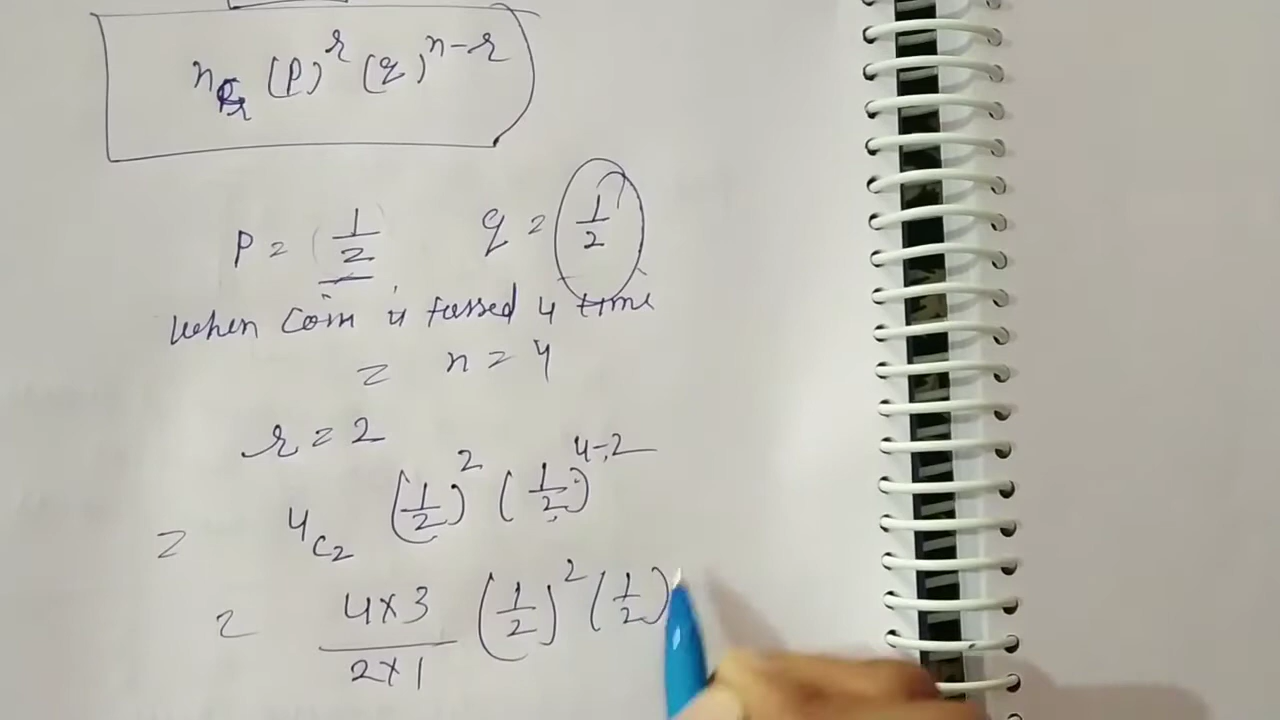 nCr (p)^r (q)^n-r
P = (1/2) q = 1/2
When Coin is tossed 4 time
= n = 4
r = 2
= 4C2 (1/2)^2 (1/2)^4-2
= 4×3/2×1 (1/2)^2 (1/2)